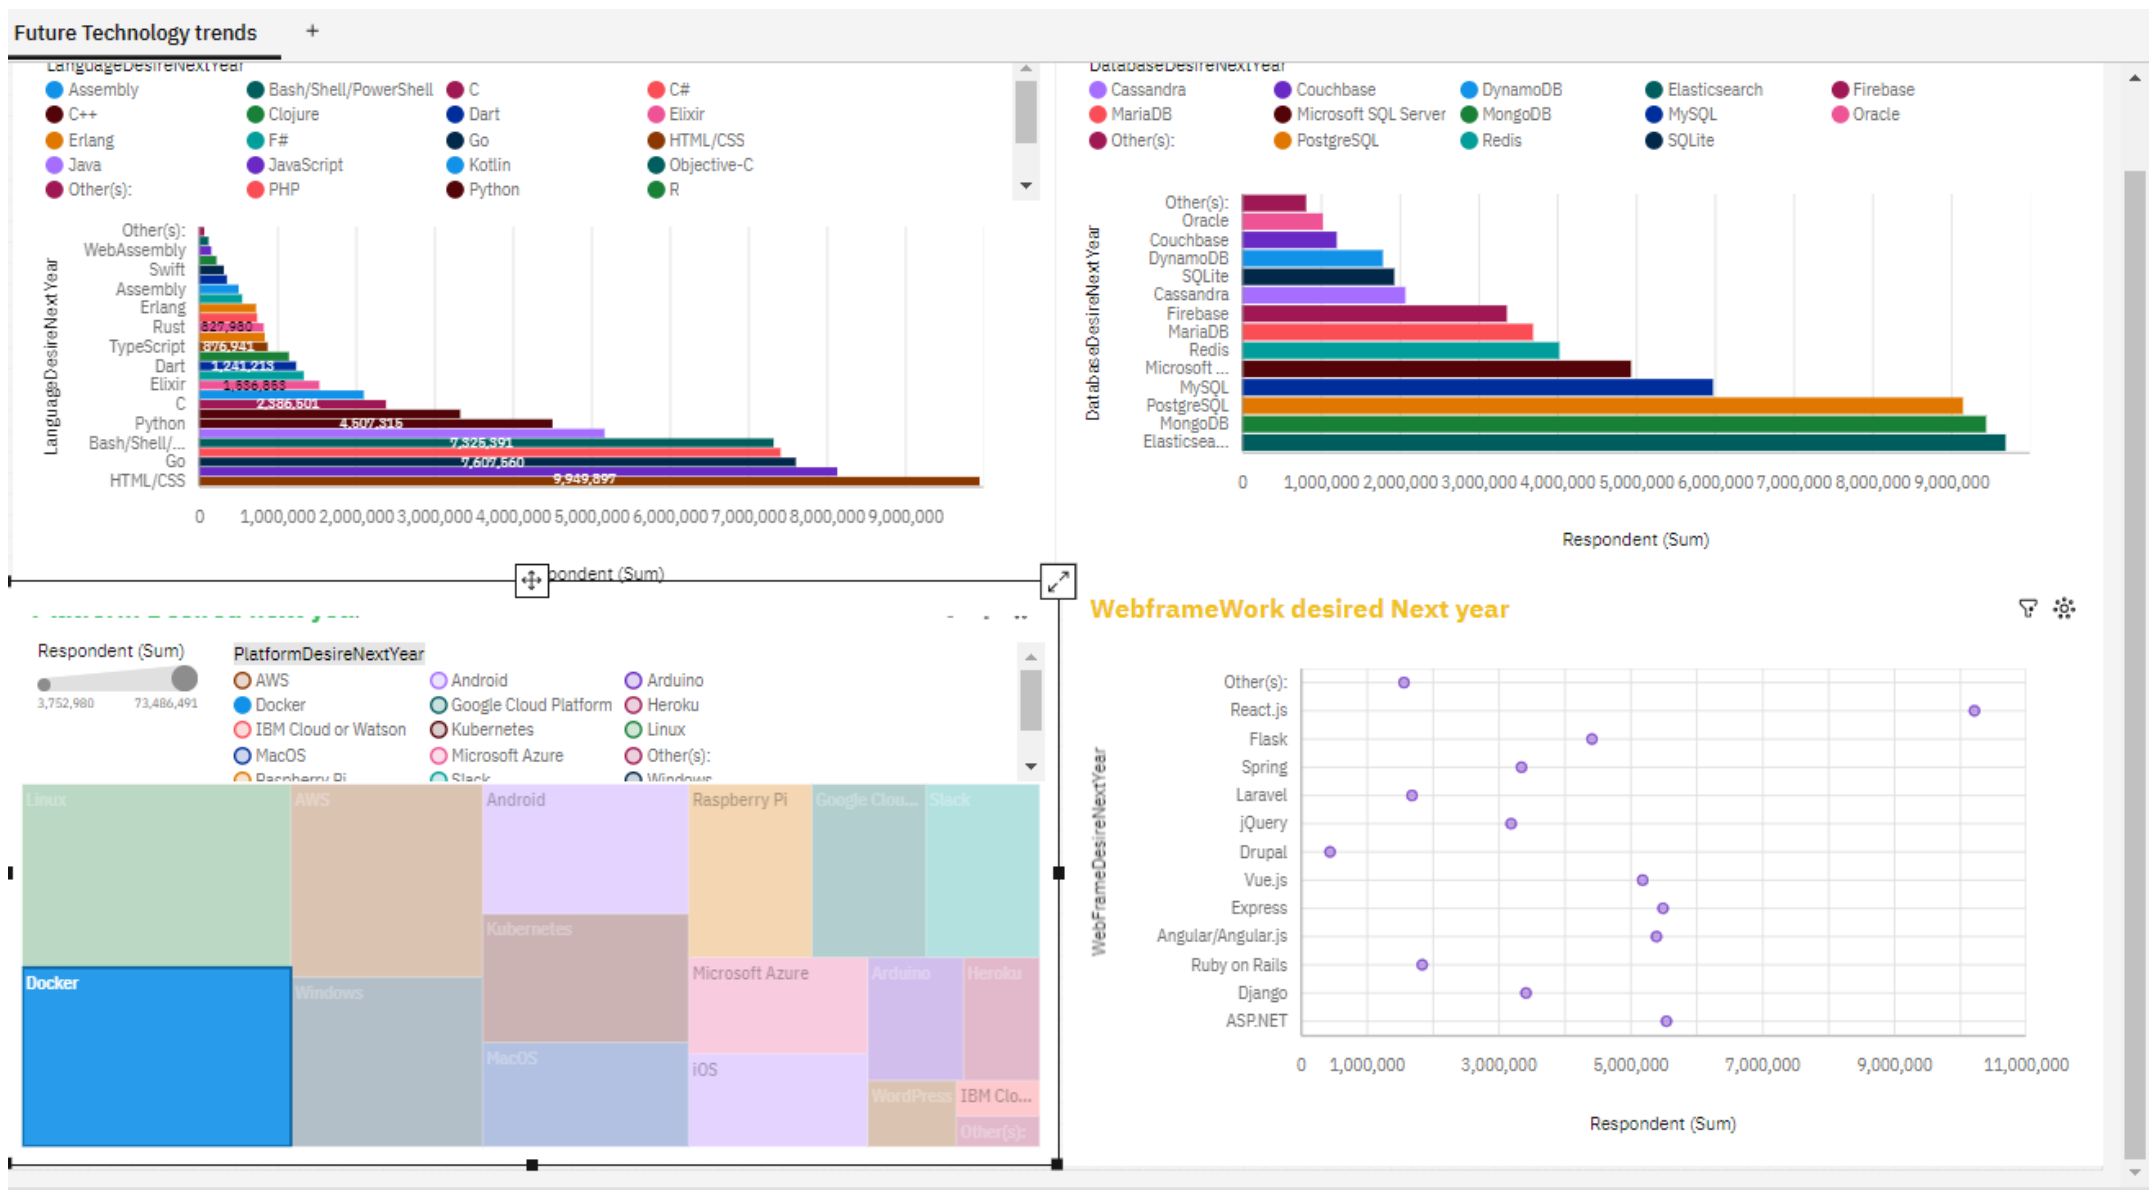 Future Technology trends +
LanguageDesireNextYear
Assembly Bash/Shell/PowerShell C C#
C++ Clojure Dart Elixir
Erlang F# Go HTML/CSS
Java JavaScript Kotlin Objective-C
Other(s): PHP Python R
LanguageDesireNextYear
Other(s):
WebAssembly
Swift
Assembly
Erlang
Rust 827,980
TypeScript 876,941
Dart 1,241,213
Elixir 1,536,853
C 2,386,501
Python 4,607,315
Bash/Shell/... 7,325,391
Go 7,607,560
HTML/CSS 9,949,897
0 1,000,000 2,000,000 3,000,000 4,000,000 5,000,000 6,000,000 7,000,000 8,000,000 9,000,000
pondent (Sum)
DatabaseDesireNextYear
Cassandra Couchbase DynamoDB Elasticsearch Firebase
MariaDB Microsoft SQL Server MongoDB MySQL Oracle
Other(s): PostgreSQL Redis SQLite
DatabaseDesireNextYear
Other(s):
Oracle
Couchbase
DynamoDB
SQLite
Cassandra
Firebase
MariaDB
Redis
Microsoft ...
MySQL
PostgreSQL
MongoDB
Elasticsea...
0 1,000,000 2,000,000 3,000,000 4,000,000 5,000,000 6,000,000 7,000,000 8,000,000 9,000,000
Respondent (Sum)
Respondent (Sum)
3,752,980 73,486,491
PlatformDesireNextYear
AWS Android Arduino
Docker Google Cloud Platform Heroku
IBM Cloud or Watson Kubernetes Linux
MacOS Microsoft Azure Other(s):
Raspberry Pi Slack Windows
Linux AWS Android Raspberry Pi Google Clou... Slack
Kubernetes
Docker Windows Microsoft Azure Arduino Heroku
MacOS iOS
WordPress IBM Clo...
Other(s):
WebframeWork desired Next year
WebFrameDesireNextYear
Other(s):
React.js
Flask
Spring
Laravel
jQuery
Drupal
Vue.js
Express
Angular/Angular.js
Ruby on Rails
Django
ASP.NET
0 1,000,000 3,000,000 5,000,000 7,000,000 9,000,000 11,000,000
Respondent (Sum)